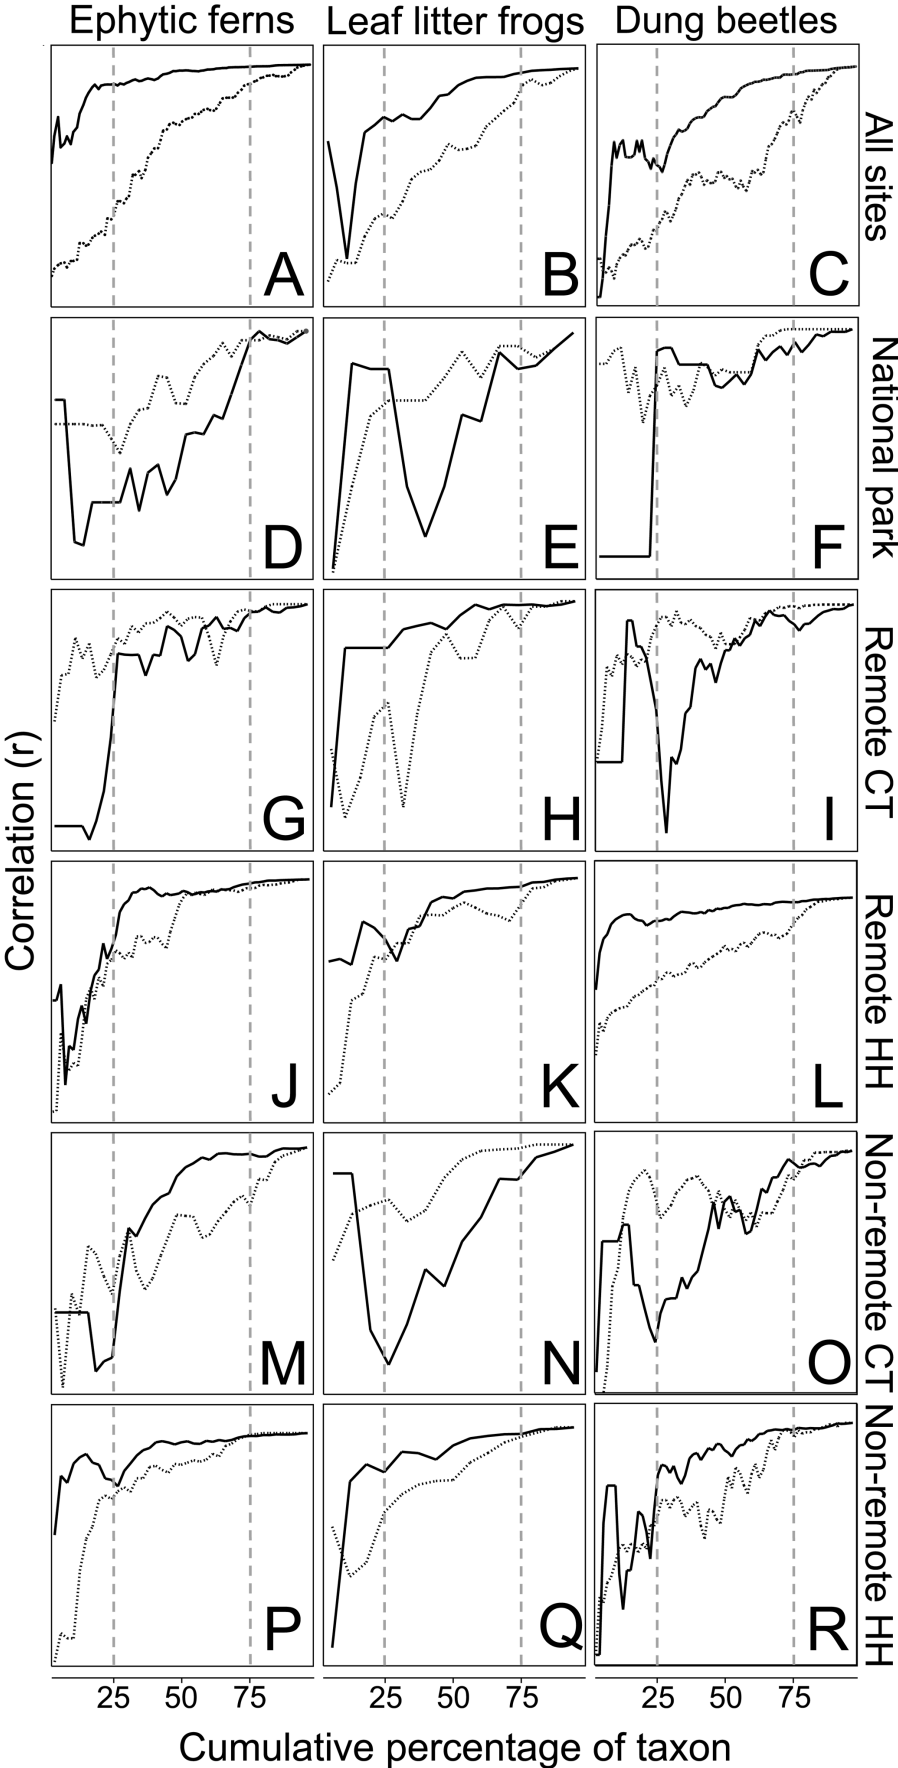 Ephytic ferns Leaf litter frogs Dung beetles
A B C All sites
D E F National park
G H I Remote CT
Correlation (r)
J K L Remote HH
M N O Non-remote CT
P Q R Non-remote HH
25 50 75 25 50 75 25 50 75
Cumulative percentage of taxon